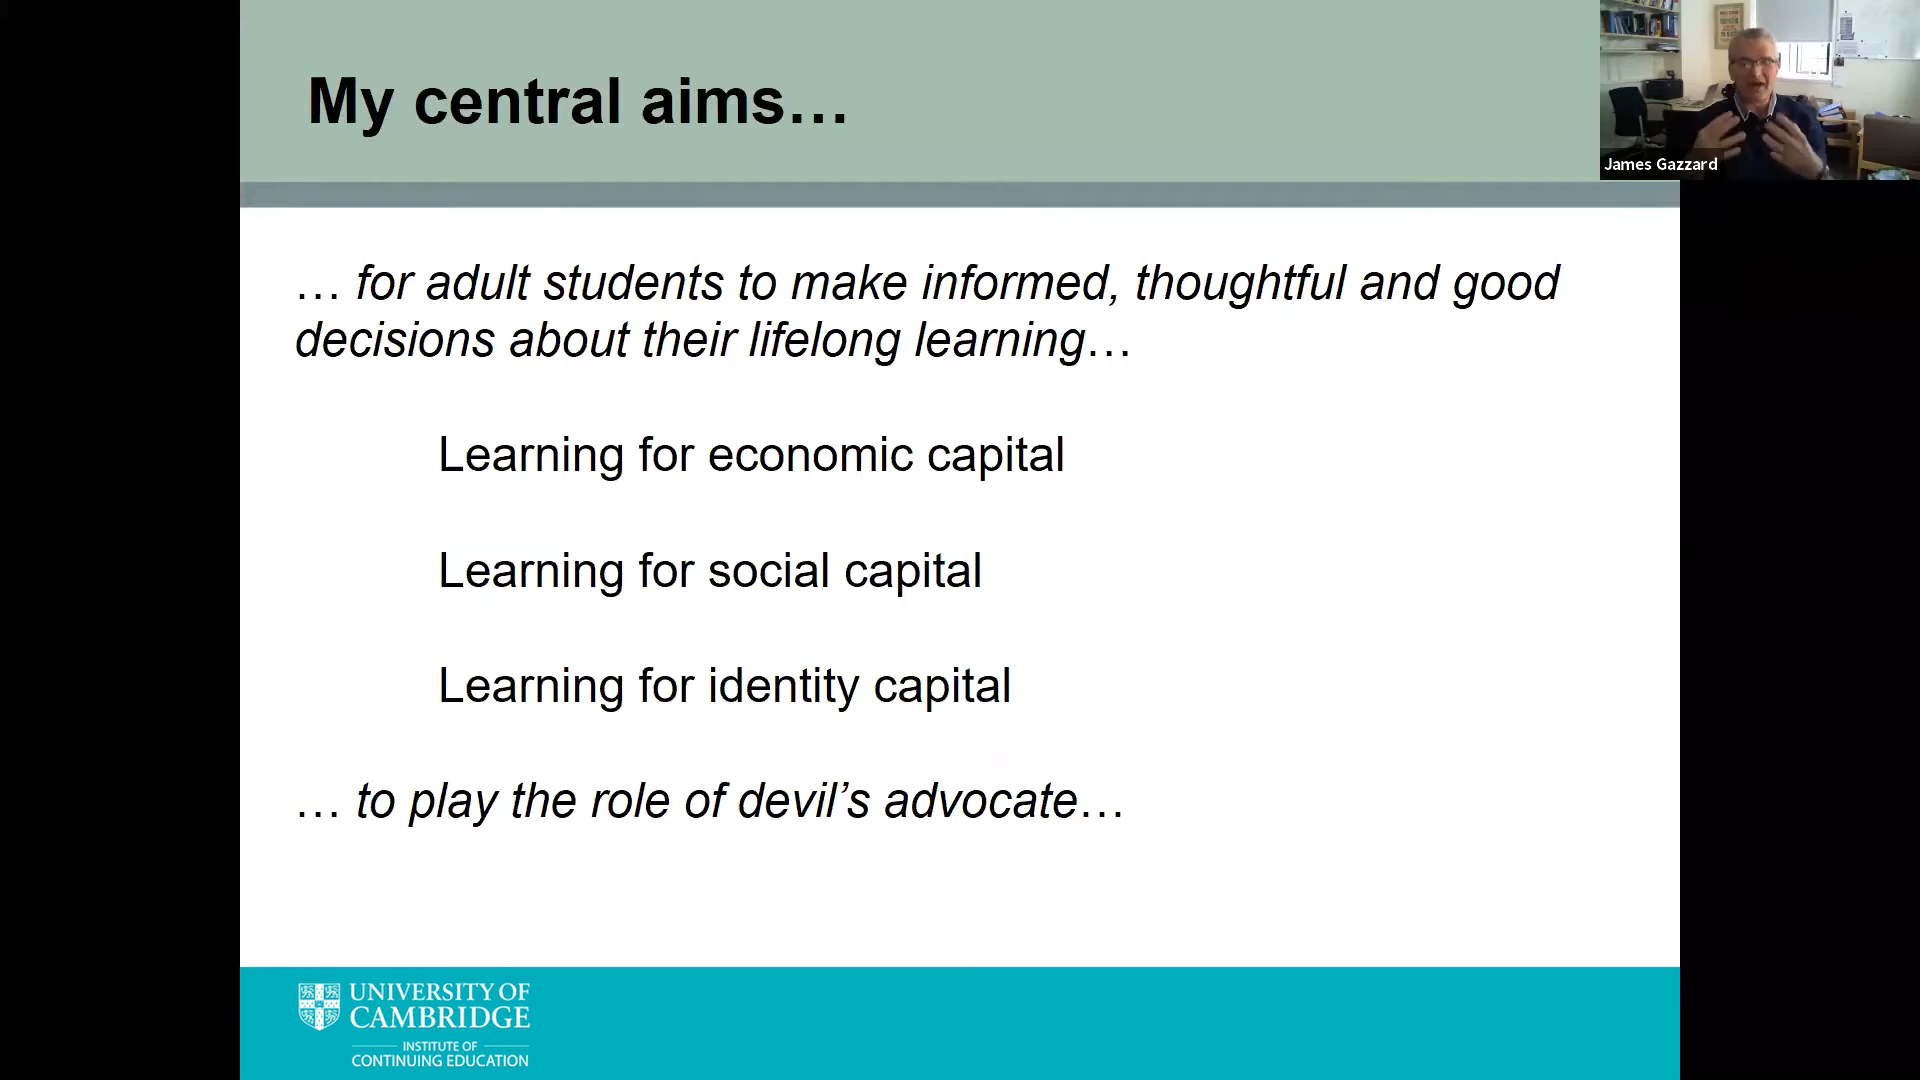 My central aims…
James Gazzard
… for adult students to make informed, thoughtful and good
decisions about their lifelong learning…
Learning for economic capital
Learning for social capital
Learning for identity capital
… to play the role of devil’s advocate…
UNIVERSITY OF
CAMBRIDGE
INSTITUTE OF
CONTINUING EDUCATION